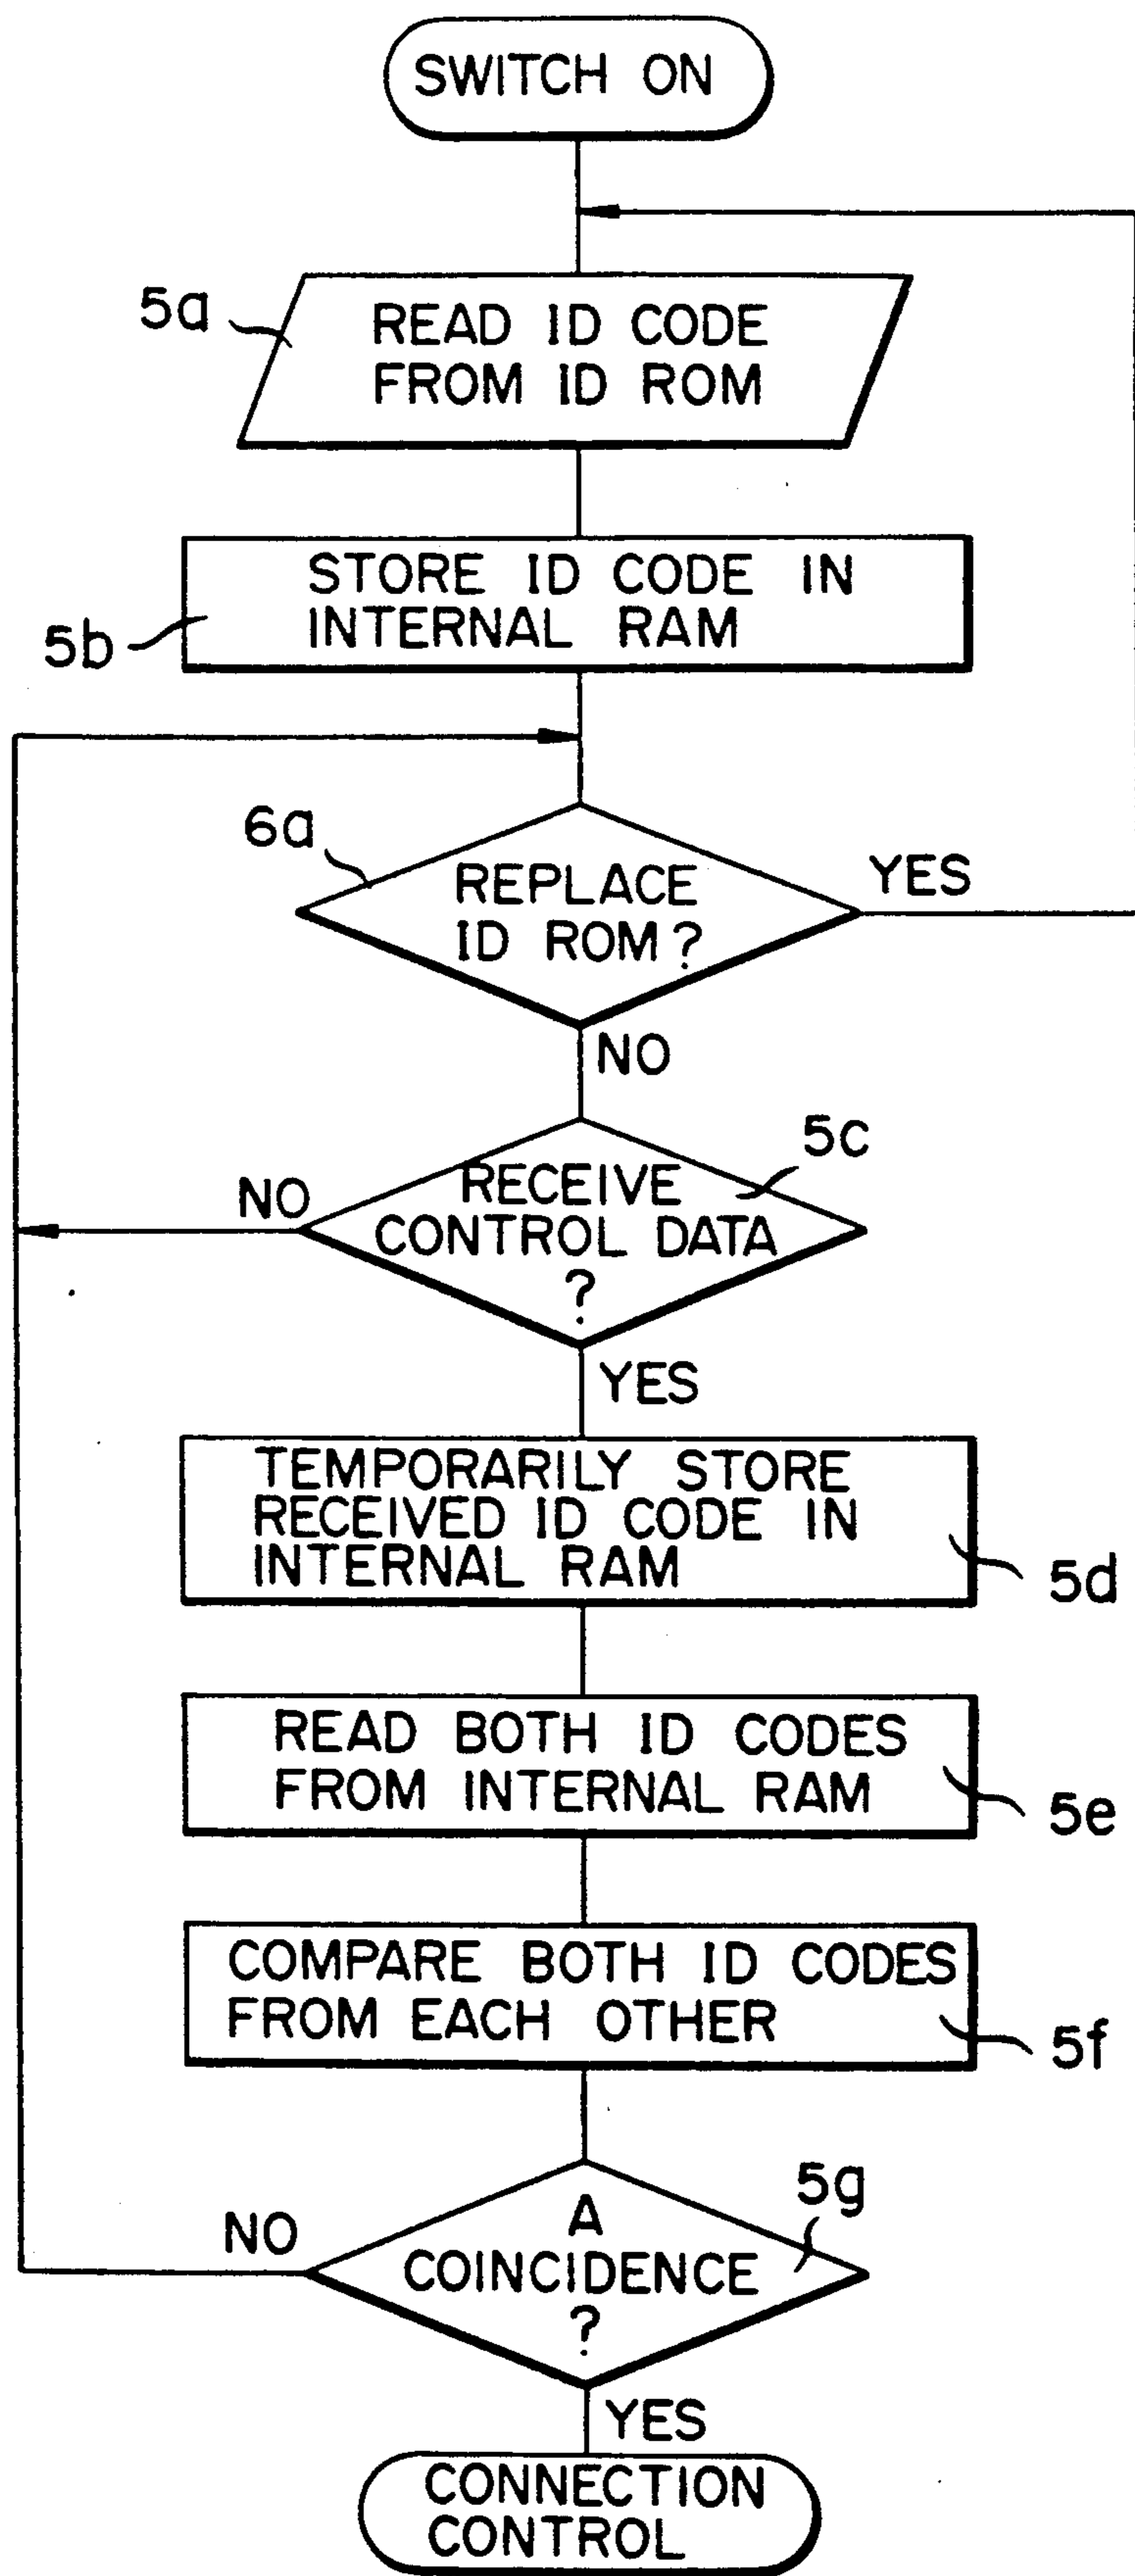 SWITCH ON
5a
READ ID CODE
FROM ID ROM
STORE ID CODE IN
INTERNAL RAM
5b
6a
REPLACE
ID ROM?
YES
NO
5c
RECEIVE
CONTROL DATA
?
NO
YES
TEMPORARILY STORE
RECEIVED ID CODE IN
INTERNAL RAM
5d
READ BOTH ID CODES
FROM INTERNAL RAM
5e
COMPARE BOTH ID CODES
FROM EACH OTHER
5f
5g
A
COINCIDENCE
?
NO
YES
CONNECTION
CONTROL